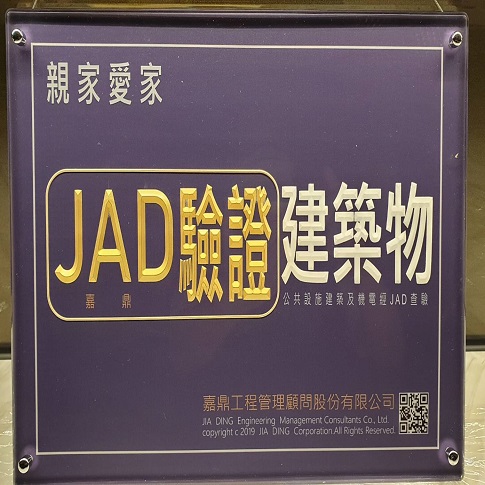 親家愛家
JAD驗證建築物
嘉鼎
公共設施建築及機電經JAD查驗
嘉鼎工程管理顧問股份有限公司
JIA DING Engineering Management Consultants Co., Ltd.
copyright c 2019 JIA DING Corporation.All Rights Reserved.